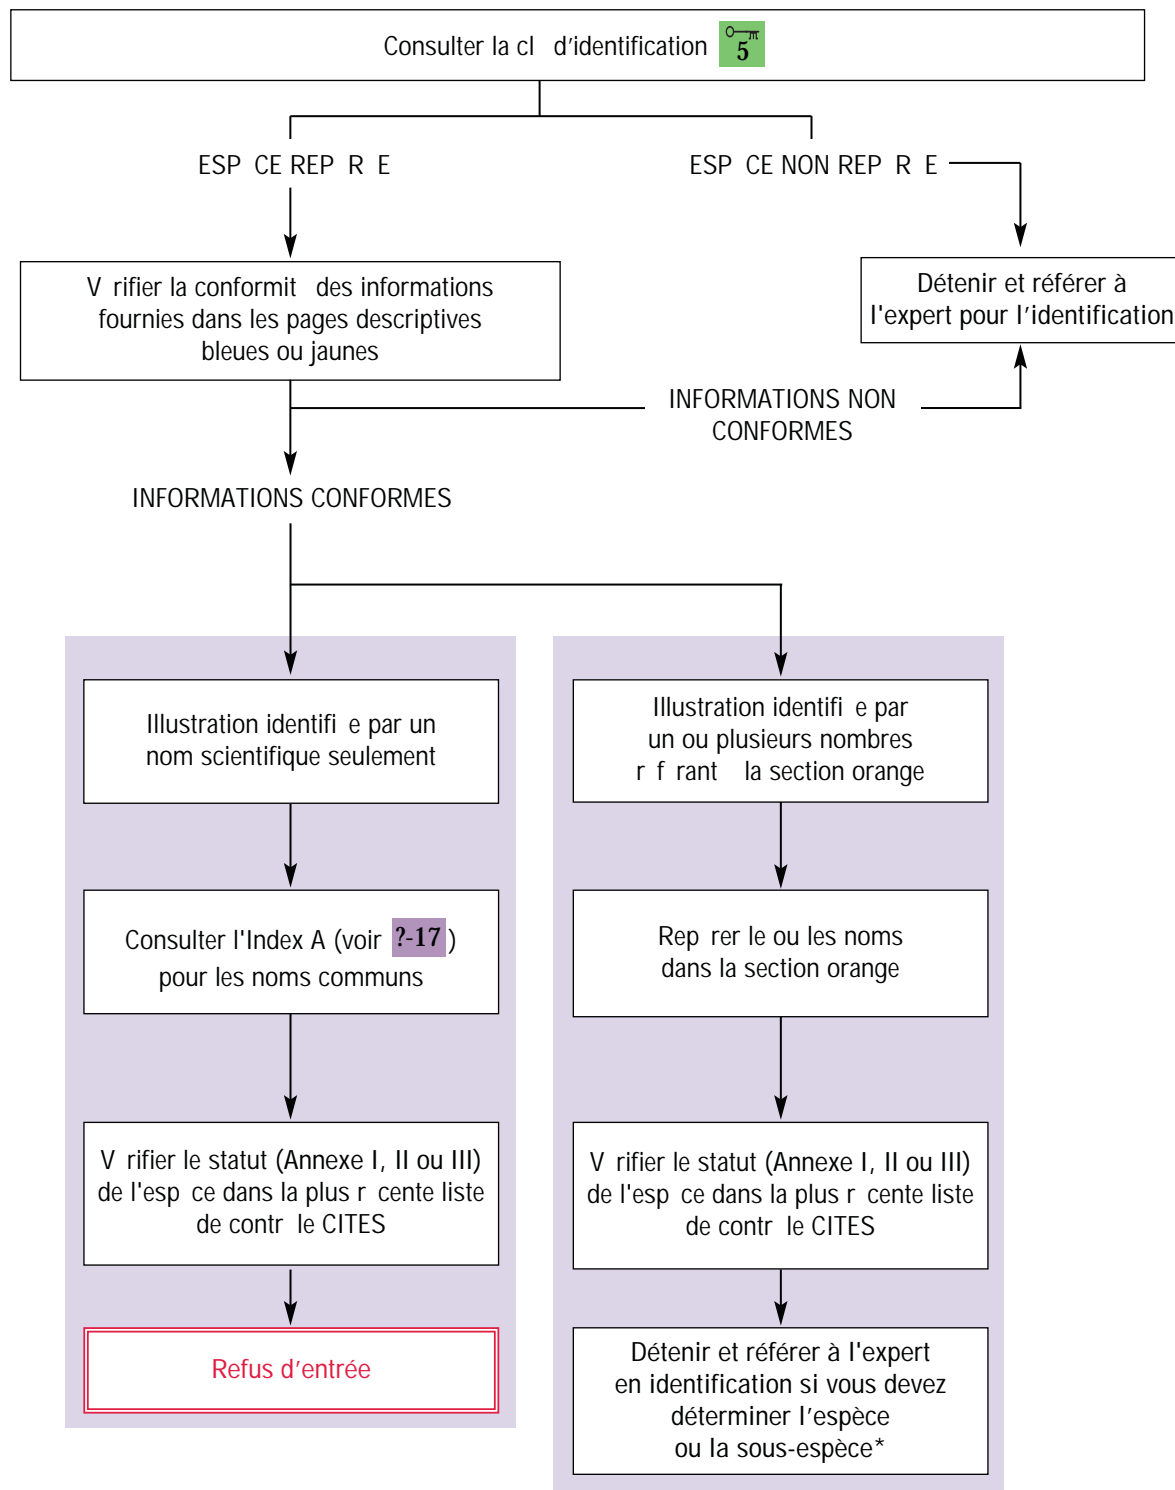 Consulter la cl d'identification 5
ESP CE REP R E
ESP CE NON REP R E
V rifier la conformit des informations
fournies dans les pages descriptives
bleues ou jaunes
Détenir et référer à
l'expert pour l'identification
INFORMATIONS NON
CONFORMES
INFORMATIONS CONFORMES
Illustration identifi e par un
nom scientifique seulement
Illustration identifi e par
un ou plusieurs nombres
r f rant la section orange
Consulter l'Index A (voir ?-17 )
pour les noms communs
Rep rer le ou les noms
dans la section orange
V rifier le statut (Annexe I, II ou III)
de l'esp ce dans la plus r cente liste
de contr le CITES
V rifier le statut (Annexe I, II ou III)
de l'esp ce dans la plus r cente liste
de contr le CITES
Refus d'entrée
Détenir et référer à l'expert
en identification si vous devez
déterminer l'espèce
ou la sous-espèce*